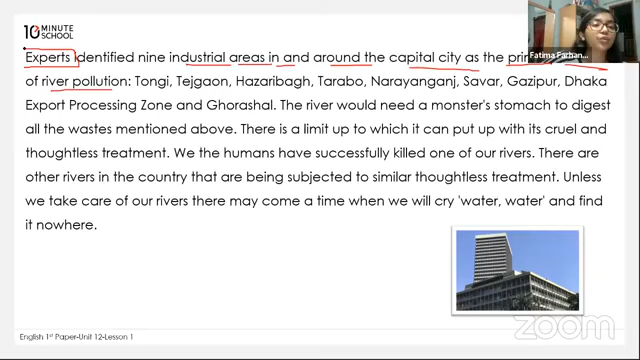 10 MINUTE SCHOOL
Fatima Farhan...
Experts identified nine industrial areas in and around the capital city as the
of river pollution: Tongi, Tejgaon, Hazaribagh, Tarabo, Narayanganj, Savar, Gazipur, Dhaka
Export Processing Zone and Ghorashal. The river would need a monster's stomach to digest
all the wastes mentioned above. There is a limit up to which it can put up with its cruel and
thoughtless treatment. We the humans have successfully killed one of our rivers. There are
other rivers in the country that are being subjected to similar thoughtless treatment. Unless
we take care of our rivers there may come a time when we will cry 'water, water' and find
it nowhere.
zoom
English 1st Paper-Unit 12-Lesson 1